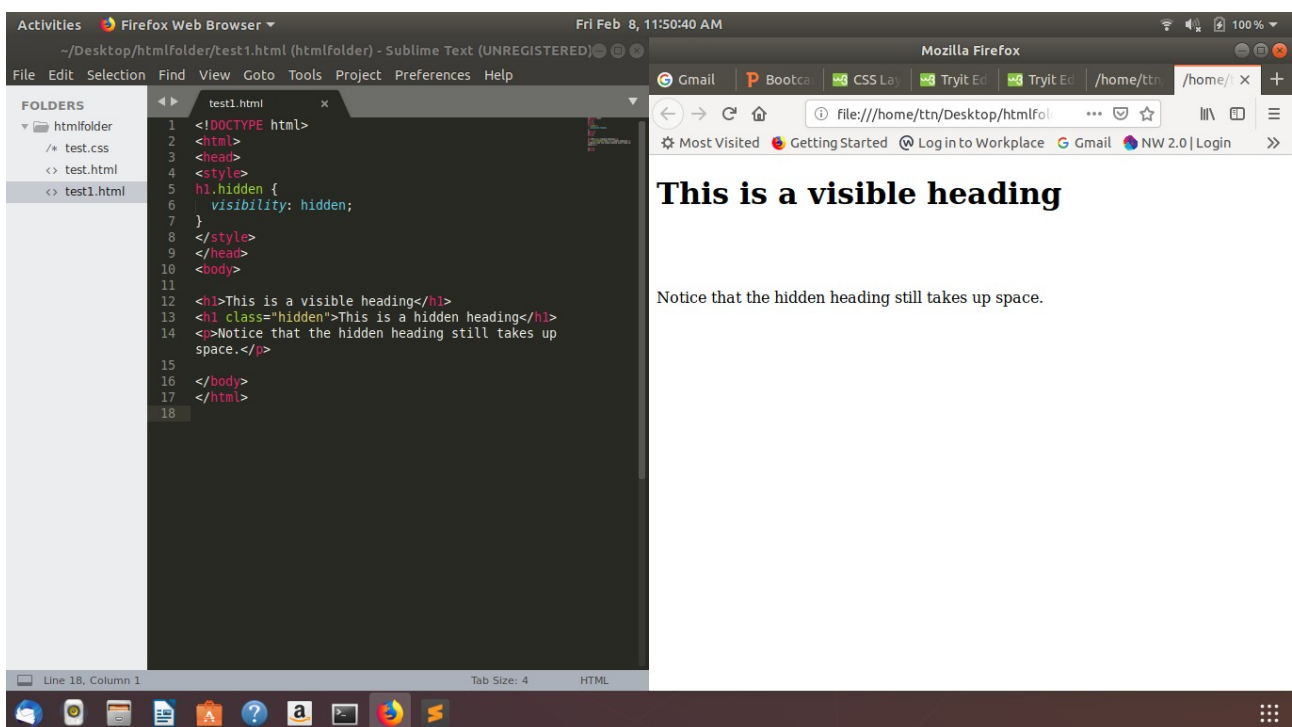 Activities Firefox Web Browser Fri Feb 8, 11:50:40 AM 100 %
~/Desktop/htmlfolder/test1.html (htmlfolder) - Sublime Text (UNREGISTERED)
File Edit Selection Find View Goto Tools Project Preferences Help
FOLDERS
htmlfolder
/* test.css
<> test.html
<> test1.html
test1.html ×
1 <!DOCTYPE html>
2 <html>
3 <head>
4 <style>
5 h1.hidden {
6 visibility: hidden;
7 }
8 </style>
9 </head>
10 <body>
11
12 <h1>This is a visible heading</h1>
13 <h1 class="hidden">This is a hidden heading</h1>
14 <p>Notice that the hidden heading still takes up
space.</p>
15
16 </body>
17 </html>
18
Line 18, Column 1 Tab Size: 4 HTML
Mozilla Firefox
Gmail Bootca CSS Lay Tryit Ed Tryit Ed /home/ttn /home/
file:///home/ttn/Desktop/htmlfol
Most Visited Getting Started Log in to Workplace Gmail NW 2.0 | Login
This is a visible heading
Notice that the hidden heading still takes up space.